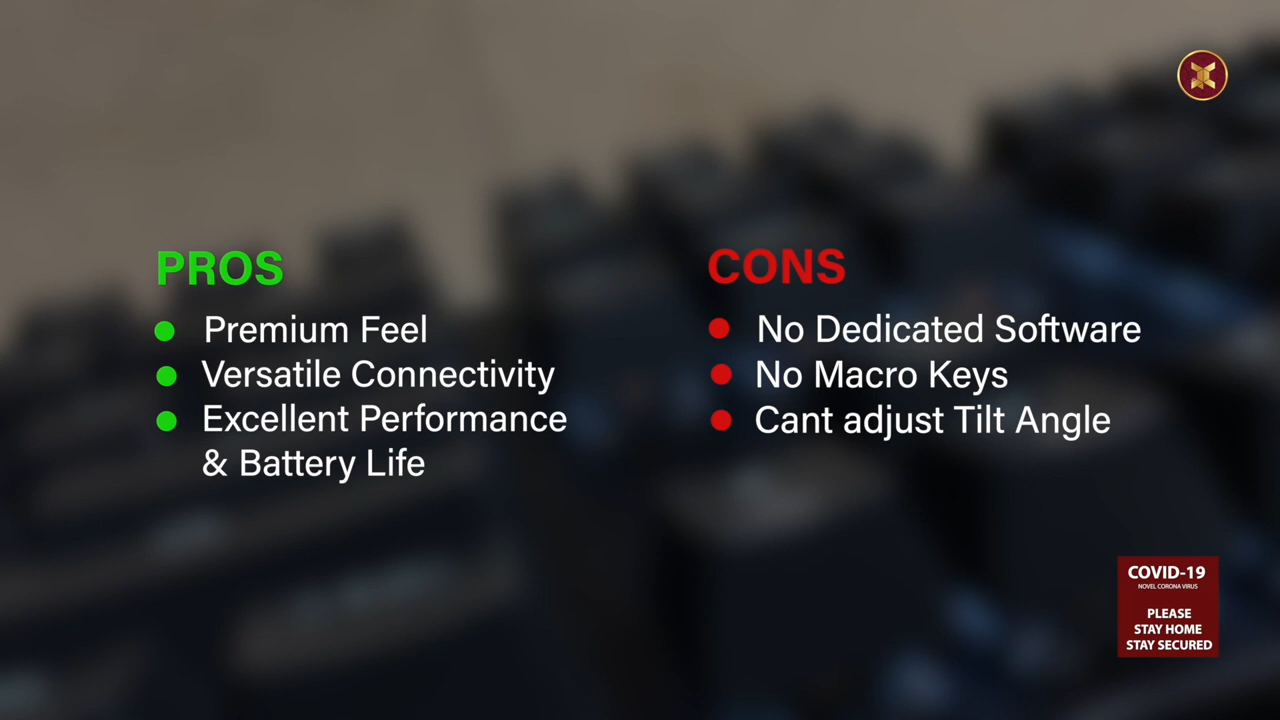 PROS
Premium Feel
Versatile Connectivity
Excellent Performance
& Battery Life
CONS
No Dedicated Software
No Macro Keys
Cant adjust Tilt Angle
COVID-19
NOVEL CORONA VIRUS
PLEASE
STAY HOME
STAY SECURED